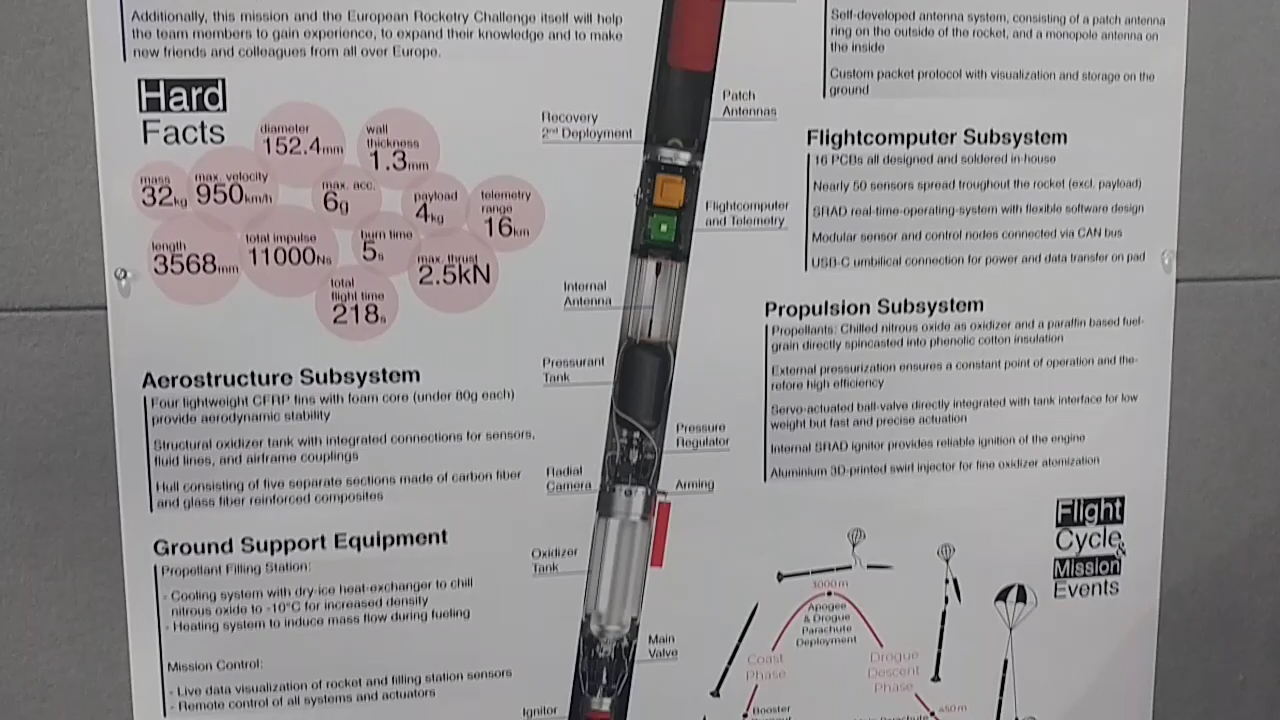 Additionally, this mission and the European Rocketry Challenge itself will help
the team members to gain experience, to expand their knowledge and to make
new friends and colleagues from all over Europe.
Hard
Facts
diameter
152.4mm
wall
thickness
1.3mm
mass
32kg
max. velocity
950km/h
max. acc.
6g
payload
4kg
telemetry
range
16km
length
3568mm
total impulse
11000Ns
burn time
5s
max. thrust
2.5kN
total
flight time
218s
Aerostructure Subsystem
Four lightweight CFRP fins with foam core (under 80g each)
provide aerodynamic stability
Structural oxidizer tank with integrated connections for sensors,
fluid lines, and airframe couplings
Hull consisting of five separate sections made of carbon fiber
and glass fiber reinforced composites
Ground Support Equipment
Propellant Filling Station:
- Cooling system with dry-ice heat-exchanger to chill
nitrous oxide to -10°C for increased density
- Heating system to induce mass flow during fueling
Mission Control:
- Live data visualization of rocket and filling station sensors
- Remote control of all systems and actuators
Patch
Antennas
Recovery
2nd Deployment
Flightcomputer
and Telemetry
Internal
Antenna
Pressurant
Tank
Pressure
Regulator
Radial
Camera
Arming
Oxidizer
Tank
Main
Valve
Ignitor
Self-developed antenna system, consisting of a patch antenna
ring on the outside of the rocket, and a monopole antenna on
the inside
Custom packet protocol with visualization and storage on the
ground
Flightcomputer Subsystem
16 PCBs all designed and soldered in-house
Nearly 50 sensors spread troughout the rocket (excl. payload)
SRAD real-time-operating-system with flexible software design
Modular sensor and control nodes connected via CAN bus
USB-C umbilical connection for power and data transfer on pad
Propulsion Subsystem
Propellants: Chilled nitrous oxide as oxidizer and a paraffin based fuel-
grain directly spincasted into phenolic cotton insulation
External pressurization ensures a constant point of operation and the-
refore high efficiency
Servo-actuated ball-valve directly integrated with tank interface for low
weight but fast and precise actuation
Internal SRAD ignitor provides reliable ignition of the engine
Aluminium 3D-printed swirl injector for fine oxidizer atomization
Flight
Cycle
&
Mission
Events
3000m
Apogee
& Drogue
Parachute
Deployment
Coast
Phase
Drogue
Descent
Phase
Booster
450m